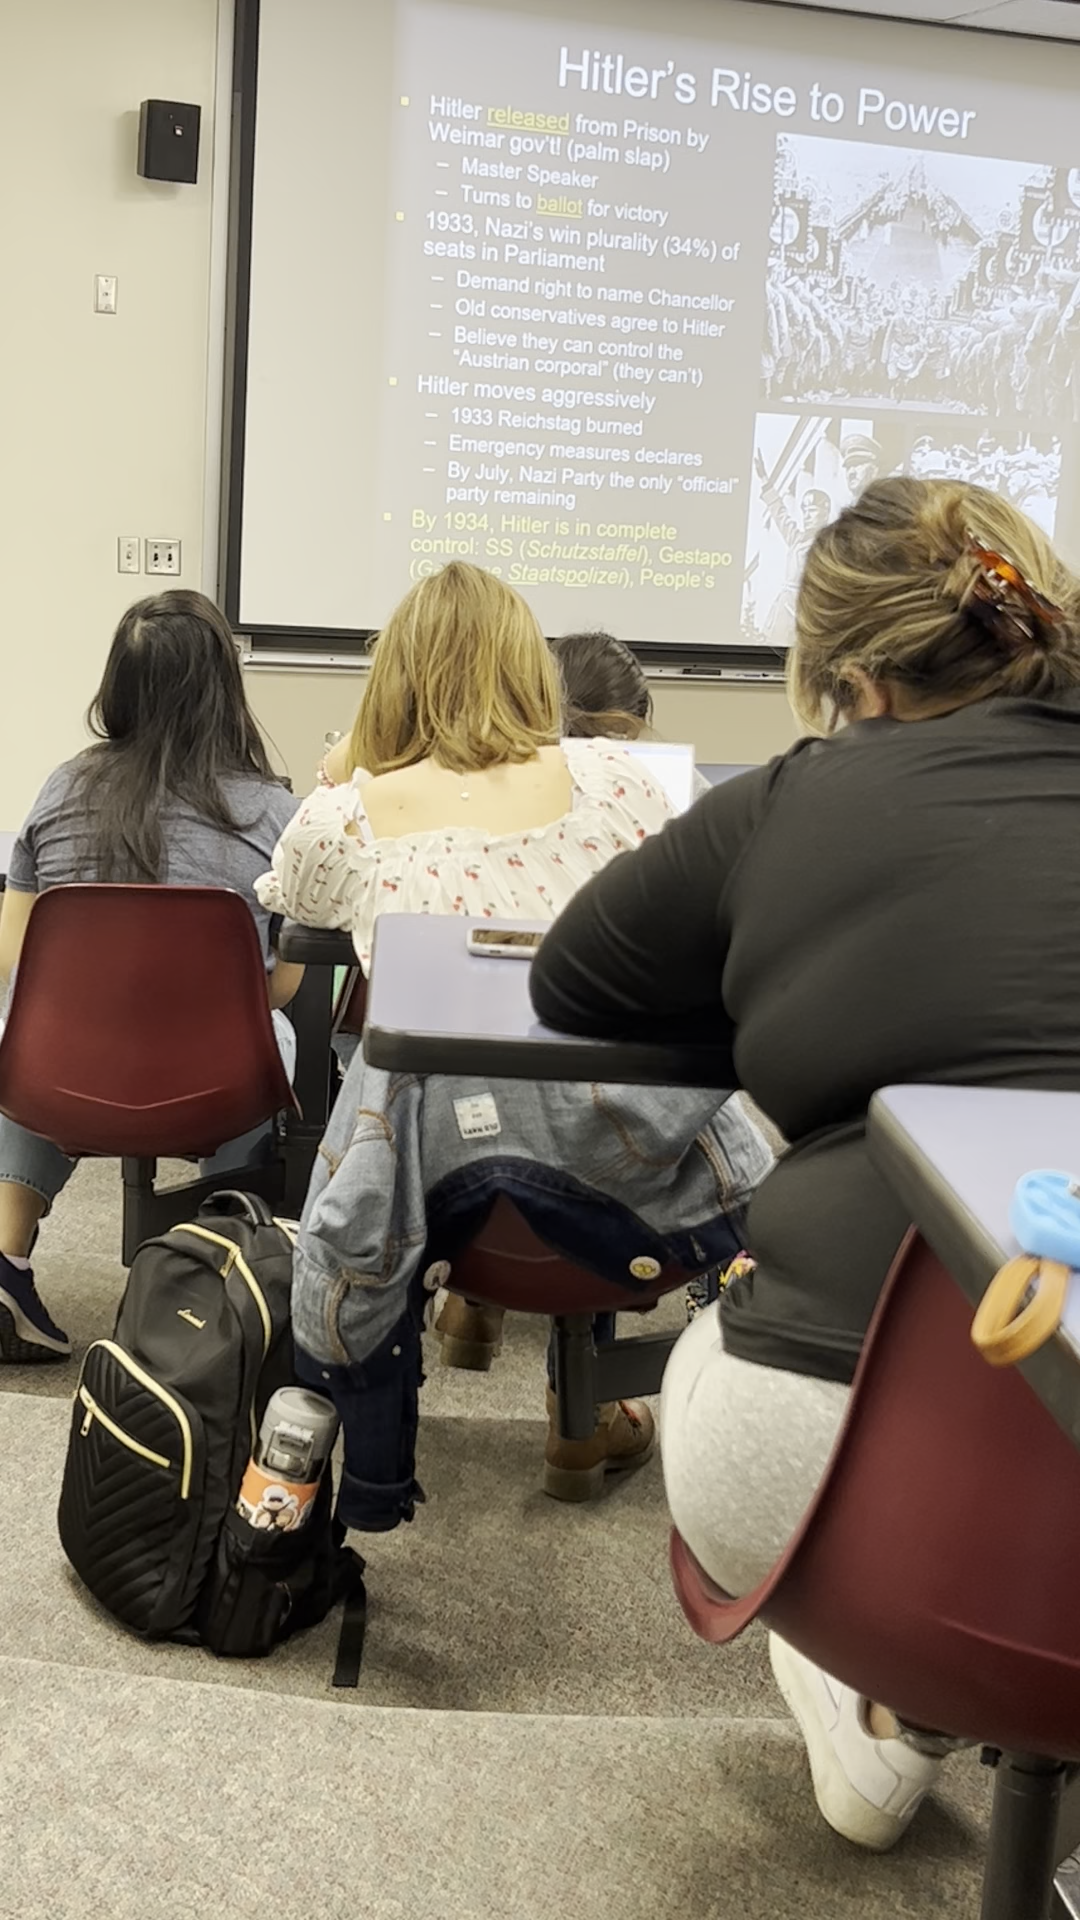 Hitler's Rise to Power
Hitler released from Prison by
Weimar gov't! (palm slap)
– Master Speaker
– Turns to ballot for victory
1933, Nazi's win plurality (34%) of
seats in Parliament
– Demand right to name Chancellor
– Old conservatives agree to Hitler
– Believe they can control the
"Austrian corporal" (they can't)
Hitler moves aggressively
– 1933 Reichstag burned
– Emergency measures declares
– By July, Nazi Party the only "official"
party remaining
By 1934, Hitler is in complete
control: SS (Schutzstaffel), Gestapo
Staatspolizei), People's
OLD NAVY